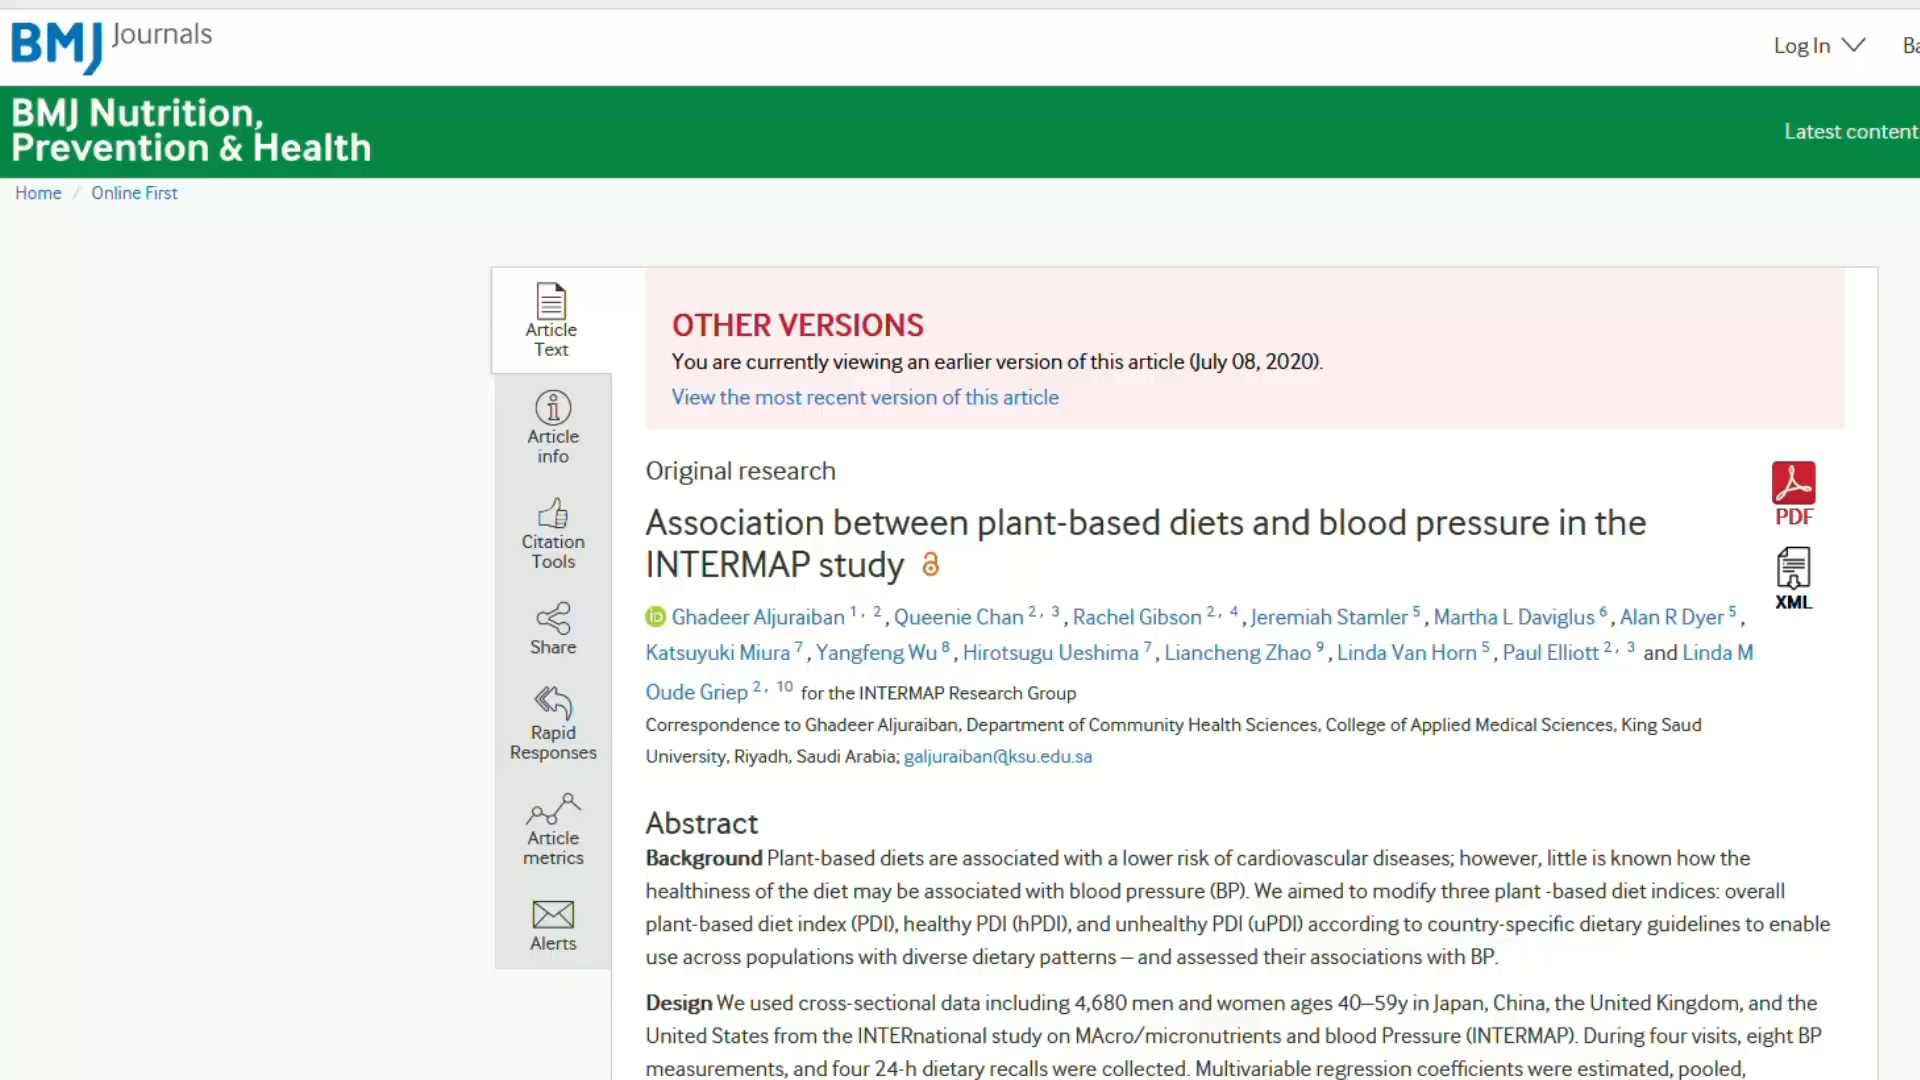 BMJ Journals
Log In
BMJ Nutrition,
Prevention & Health
Latest content
Home / Online First
Article
Text
Article
info
Citation
Tools
Share
Rapid
Responses
Article
metrics
Alerts
OTHER VERSIONS
You are currently viewing an earlier version of this article (July 08, 2020).
View the most recent version of this article
Original research
Association between plant-based diets and blood pressure in the
INTERMAP study
PDF
XML
iD Ghadeer Aljuraiban 1, 2, Queenie Chan 2, 3, Rachel Gibson 2, 4, Jeremiah Stamler 5, Martha L Daviglus 6, Alan R Dyer 5,
Katsuyuki Miura 7, Yangfeng Wu 8, Hirotsugu Ueshima 7, Liancheng Zhao 9, Linda Van Horn 5, Paul Elliott 2, 3 and Linda M
Oude Griep 2, 10 for the INTERMAP Research Group
Correspondence to Ghadeer Aljuraiban, Department of Community Health Sciences, College of Applied Medical Sciences, King Saud
University, Riyadh, Saudi Arabia; galjuraiban@ksu.edu.sa
Abstract
Background Plant-based diets are associated with a lower risk of cardiovascular diseases; however, little is known how the
healthiness of the diet may be associated with blood pressure (BP). We aimed to modify three plant -based diet indices: overall
plant-based diet index (PDI), healthy PDI (hPDI), and unhealthy PDI (uPDI) according to country-specific dietary guidelines to enable
use across populations with diverse dietary patterns – and assessed their associations with BP.
Design We used cross-sectional data including 4,680 men and women ages 40–59y in Japan, China, the United Kingdom, and the
United States from the INTERnational study on MAcro/micronutrients and blood Pressure (INTERMAP). During four visits, eight BP
measurements, and four 24-h dietary recalls were collected. Multivariable regression coefficients were estimated, pooled,